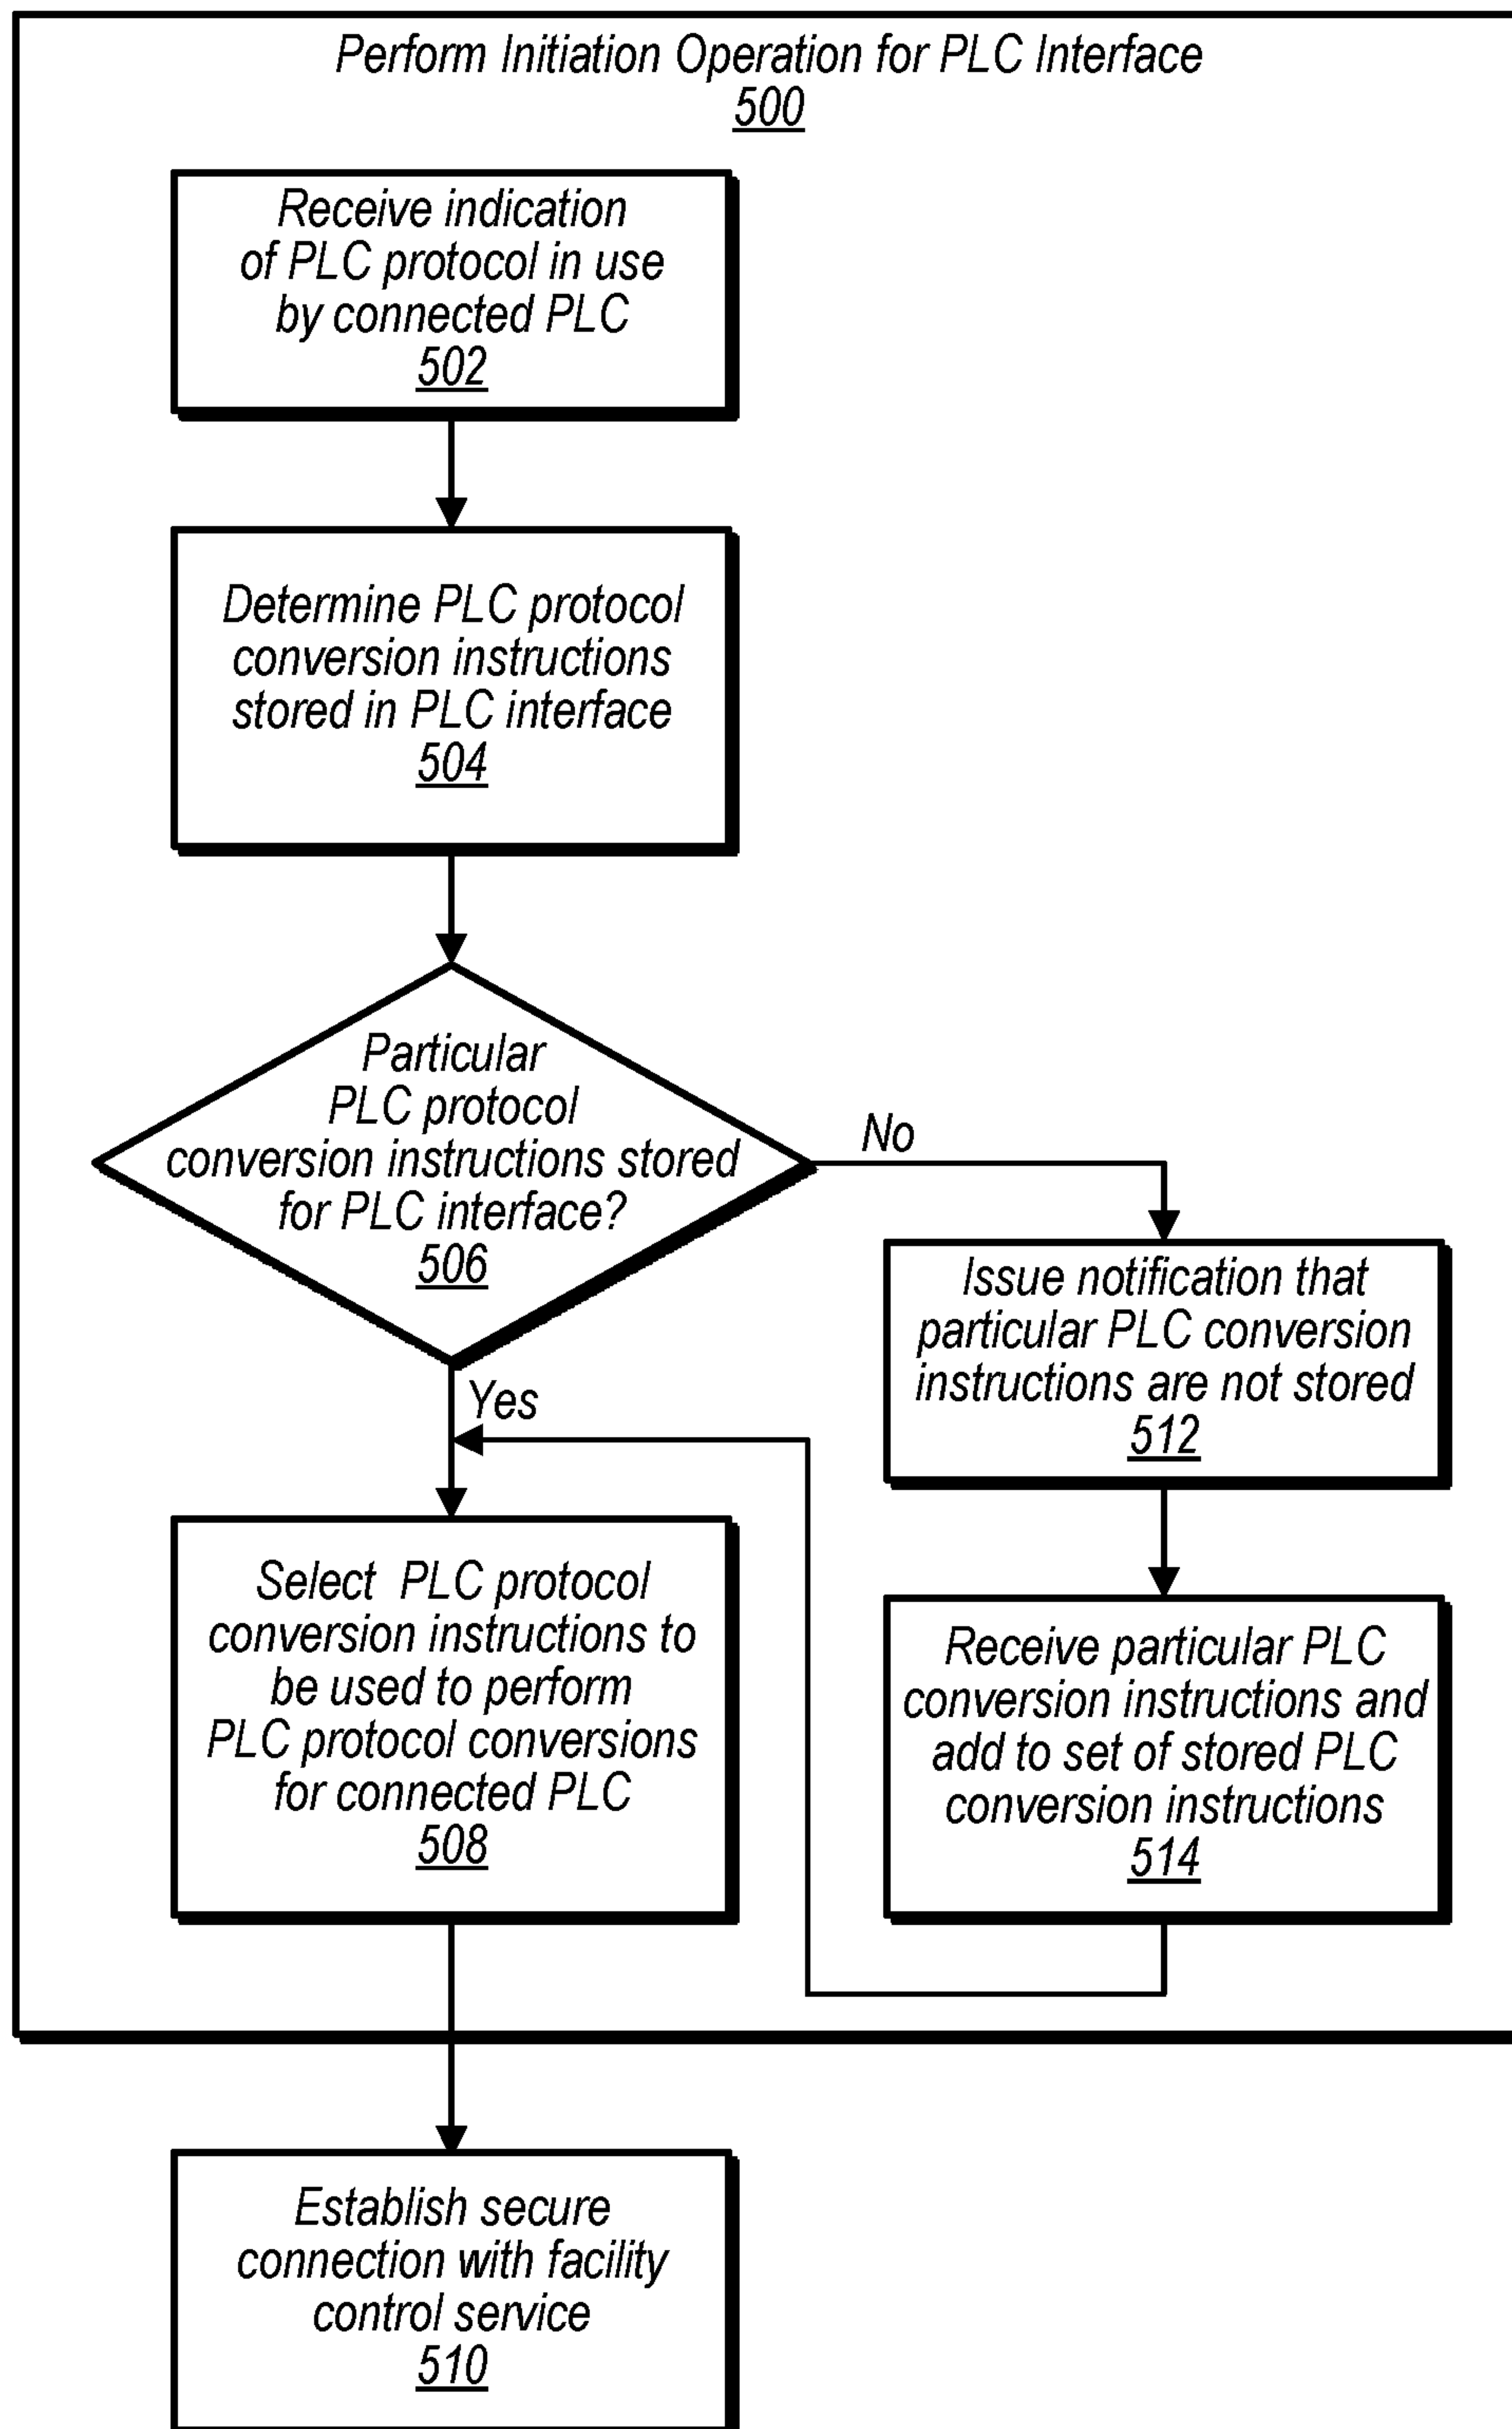 Perform Initiation Operation for PLC Interface
500
Receive indication
of PLC protocol in use
by connected PLC
502
Determine PLC protocol
conversion instructions
stored in PLC interface
504
Particular
PLC protocol
conversion instructions stored
for PLC interface?
506
No
Issue notification that
particular PLC conversion
instructions are not stored
512
Yes
Select PLC protocol
conversion instructions to
be used to perform
PLC protocol conversions
for connected PLC
508
Receive particular PLC
conversion instructions and
add to set of stored PLC
conversion instructions
514
Establish secure
connection with facility
control service
510